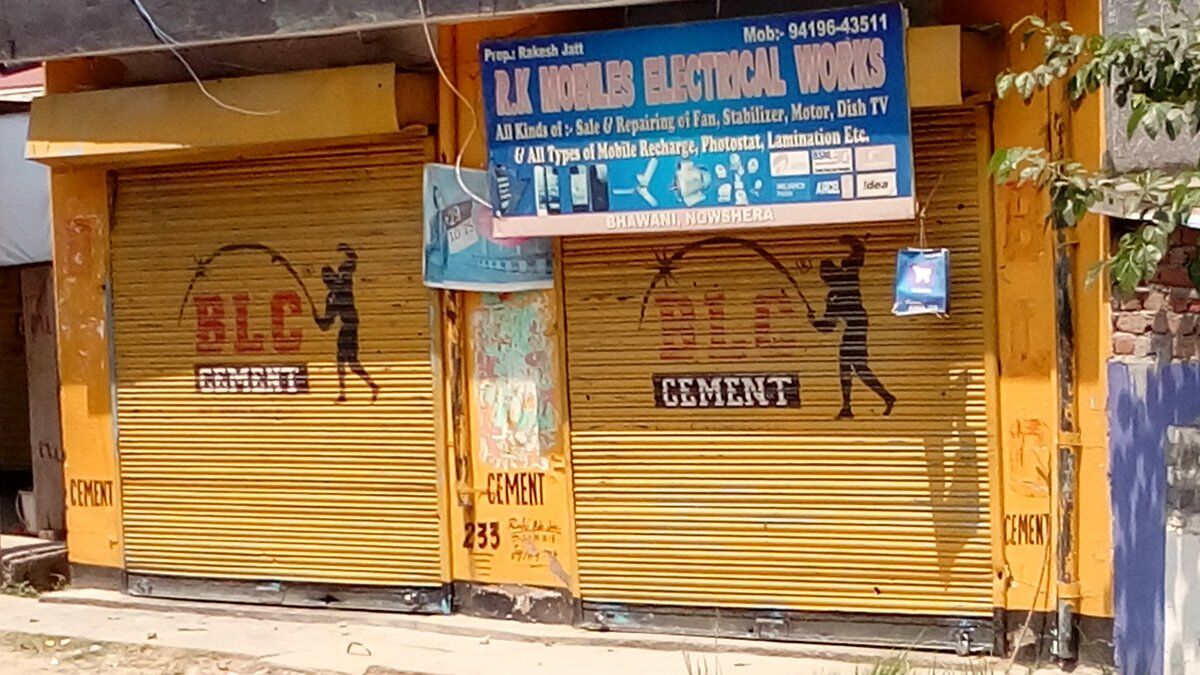 Prop.: Rakesh Jatt
Mob:- 94196-43511
R.K MOBILES ELECTRICAL WORKS
All Kinds of :- Sale & Repairing of Fan, Stabilizer, Motor, Dish TV
& All Types of Mobile Recharge, Photostat, Lamination Etc.
BSNL
RELIANCE
AIRCEL
!dea
BHAWANI, NOWSHERA
BLC
CEMENT
BLC
CEMENT
CEMENT
CEMENT
233
CEMENT